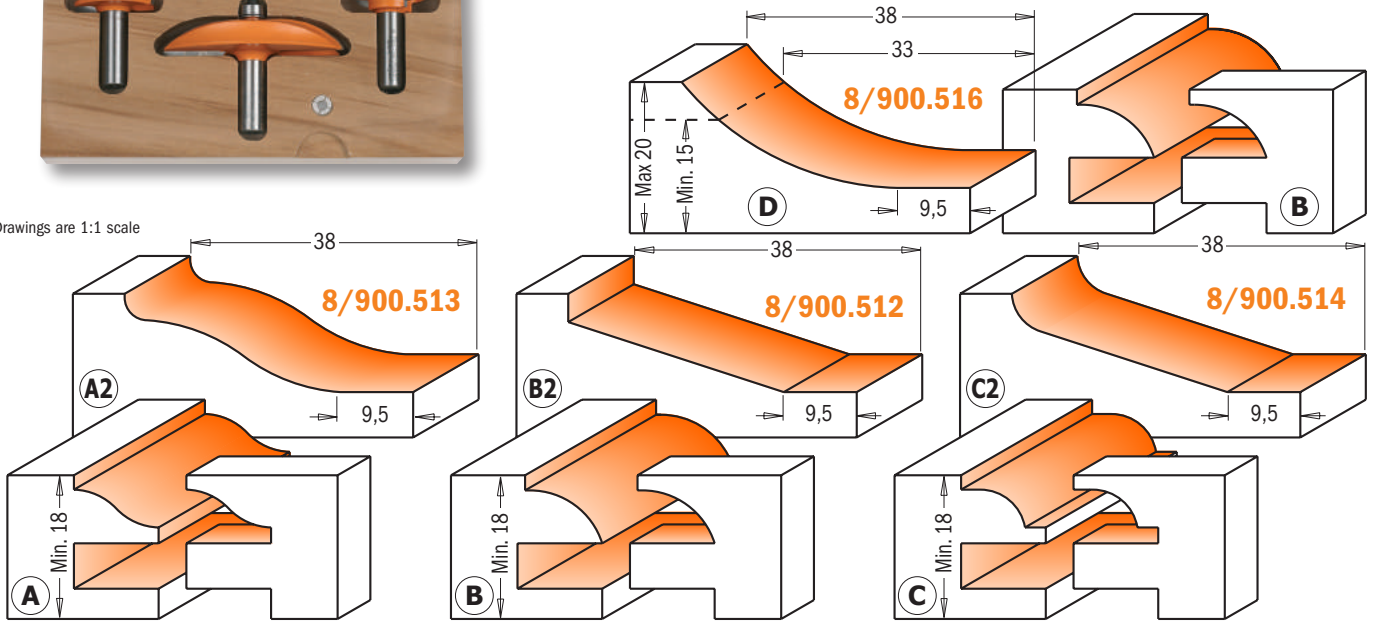 38
33
8/900.516
Max 20
Min. 15
9,5
D
B
Drawings are 1:1 scale
38
8/900.513
A2
9,5
38
8/900.512
B2
9,5
38
8/900.514
C2
9,5
Min. 18
A
Min. 18
B
Min. 18
C